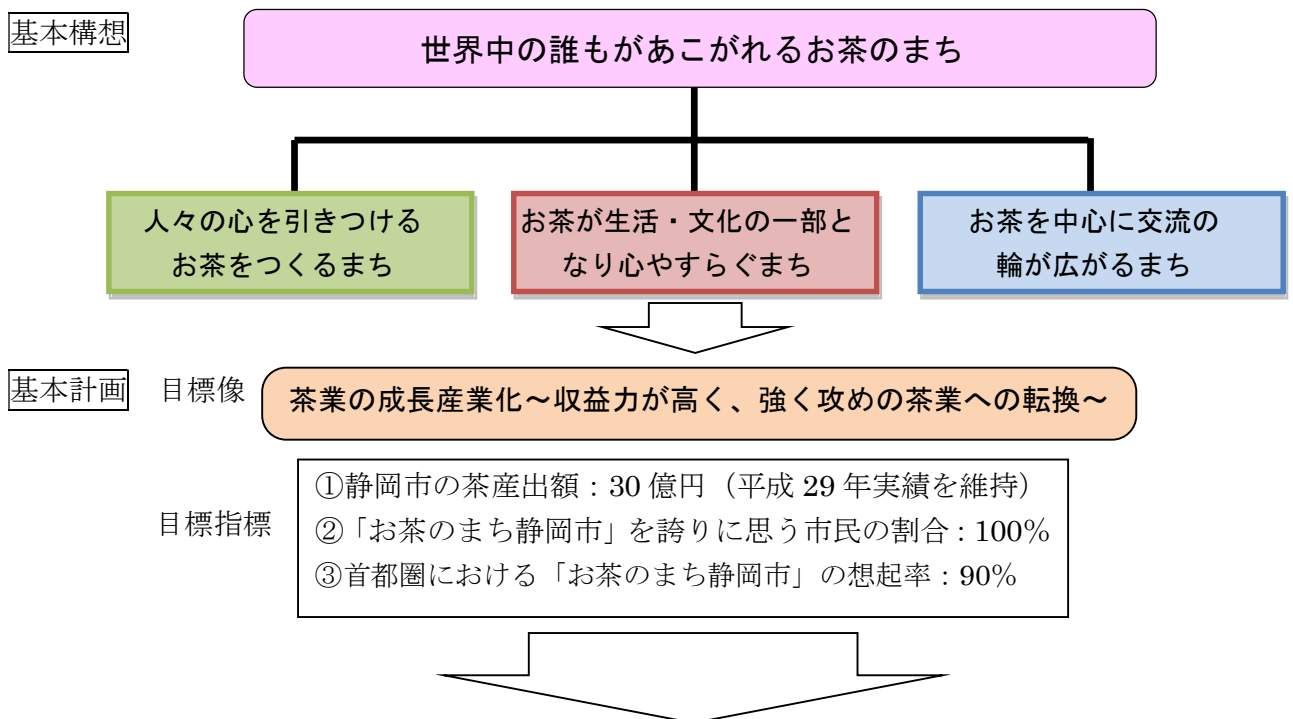 基本構想
世界中の誰もがあこがれるお茶のまち
人々の心を引きつける
お茶をつくるまち
お茶が生活・文化の一部と
なり心やすらぐまち
お茶を中心に交流の
輪が広がるまち
基本計画
目標像
茶業の成長産業化~収益力が高く、強く攻めの茶業への転換~
目標指標
①静岡市の茶産出額:30億円(平成29年実績を維持)
②「お茶のまち静岡市」を誇りに思う市民の割合:100%
③首都圏における「お茶のまち静岡市」の想起率:90%